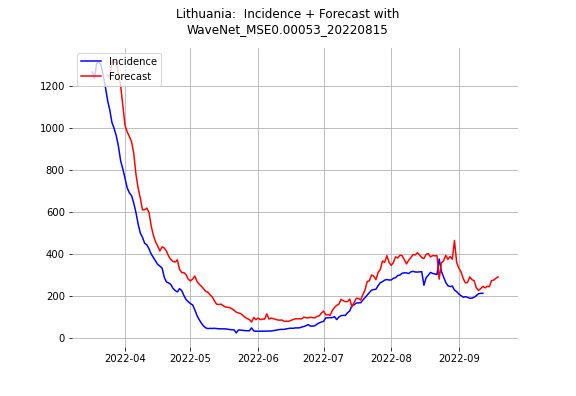 Lithuania:  Incidence + Forecast with
WaveNet_MSE0.00053_20220815
Incidence
Forecast
1200
1000
800
600
400
200
0
2022-04 2022-05 2022-06 2022-07 2022-08 2022-09